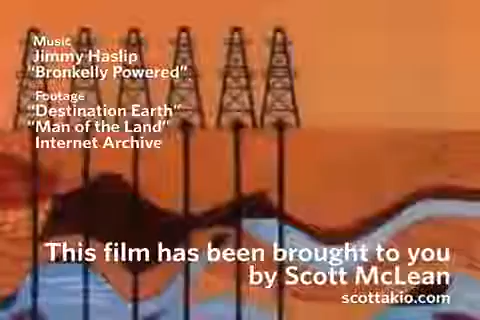 Music
Jimmy Haslip
"Bronkelly Powered"
Footage
"Destination Earth"
"Man of the Land"
Internet Archive
This film has been brought to you
by Scott McLean
scottakio.com